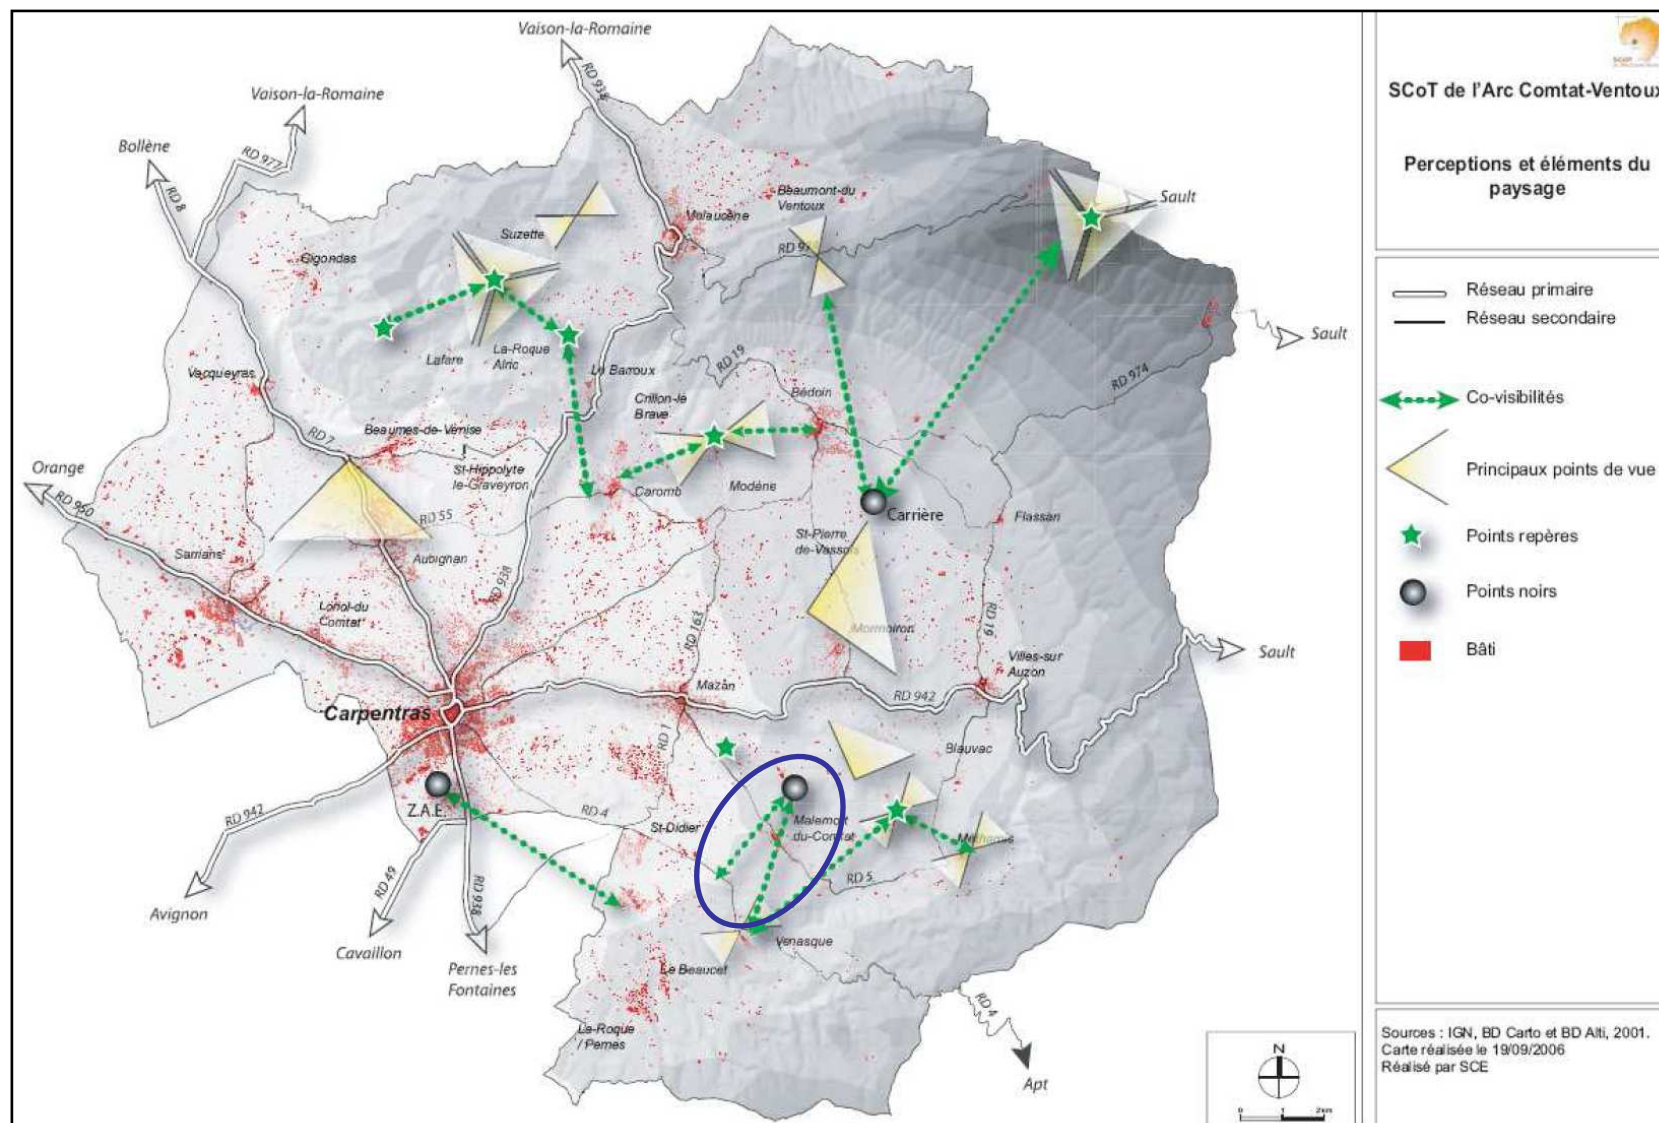 Vaison-la-Romaine
Vaison-la-Romaine
Bollène
RD 977
RD 8
RD 938
Beaumont-du
Ventoux
Malaucène
Suzette
Gigondas
Sault
Lafare
La-Roque
Alric
Le Barroux
RD 19
RD 974
Sault
Vacqueyras
Crillon-le
Brave
Bédoin
RD 7
Beaumes-de-Venise
St-Hippolyte
le-Graveyron
Orange
RD 950
Caromb
Modène
RD 55
Carrière
Flassan
St-Pierre
de-Vassols
Sarrians
Aubignan
RD 938
Loriol-du
Comtat
RD 163
Mormoiron
RD 19
Sault
Villes-sur
Auzon
Mazan
RD 942
Carpentras
RD 1
Blauvac
Z.A.E.
RD 4
St-Didier
Malemort
du-Comtat
Méthamis
RD 942
RD 49
RD 938
RD 5
Avignon
Cavaillon
Pernes-les
Fontaines
Venasque
Le Beaucet
La-Roque
/ Pernes
RD 4
Apt
N
0 1 2km
SCoT
SCoT de l'Arc Comtat-Ventoux
Perceptions et éléments du
paysage
Réseau primaire
Réseau secondaire
Co-visibilités
Principaux points de vue
Points repères
Points noirs
Bâti
Sources : IGN, BD Carto et BD Alti, 2001.
Carte réalisée le 19/09/2006
Réalisé par SCE